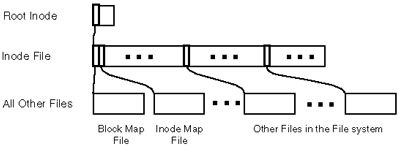 Root Inode
Inode File
All Other Files
Block Map
File
Inode Map
File
Other Files in the File system